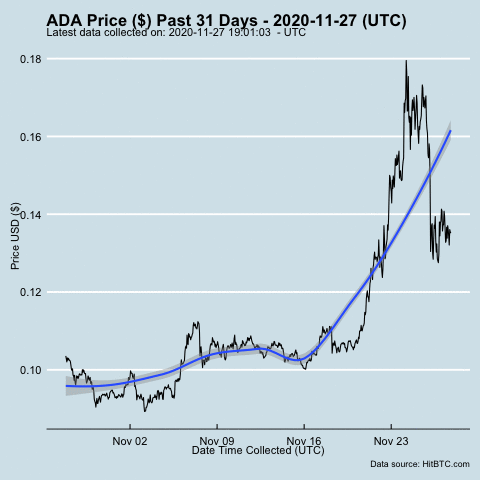 ADA Price ($) Past 31 Days - 2020-11-27 (UTC)
Latest data collected on: 2020-11-27 19:01:03  - UTC
0.18
0.16
0.14
0.12
0.10
Price USD ($)
Nov 02
Nov 09
Nov 16
Nov 23
Date Time Collected (UTC)
Data source: HitBTC.com